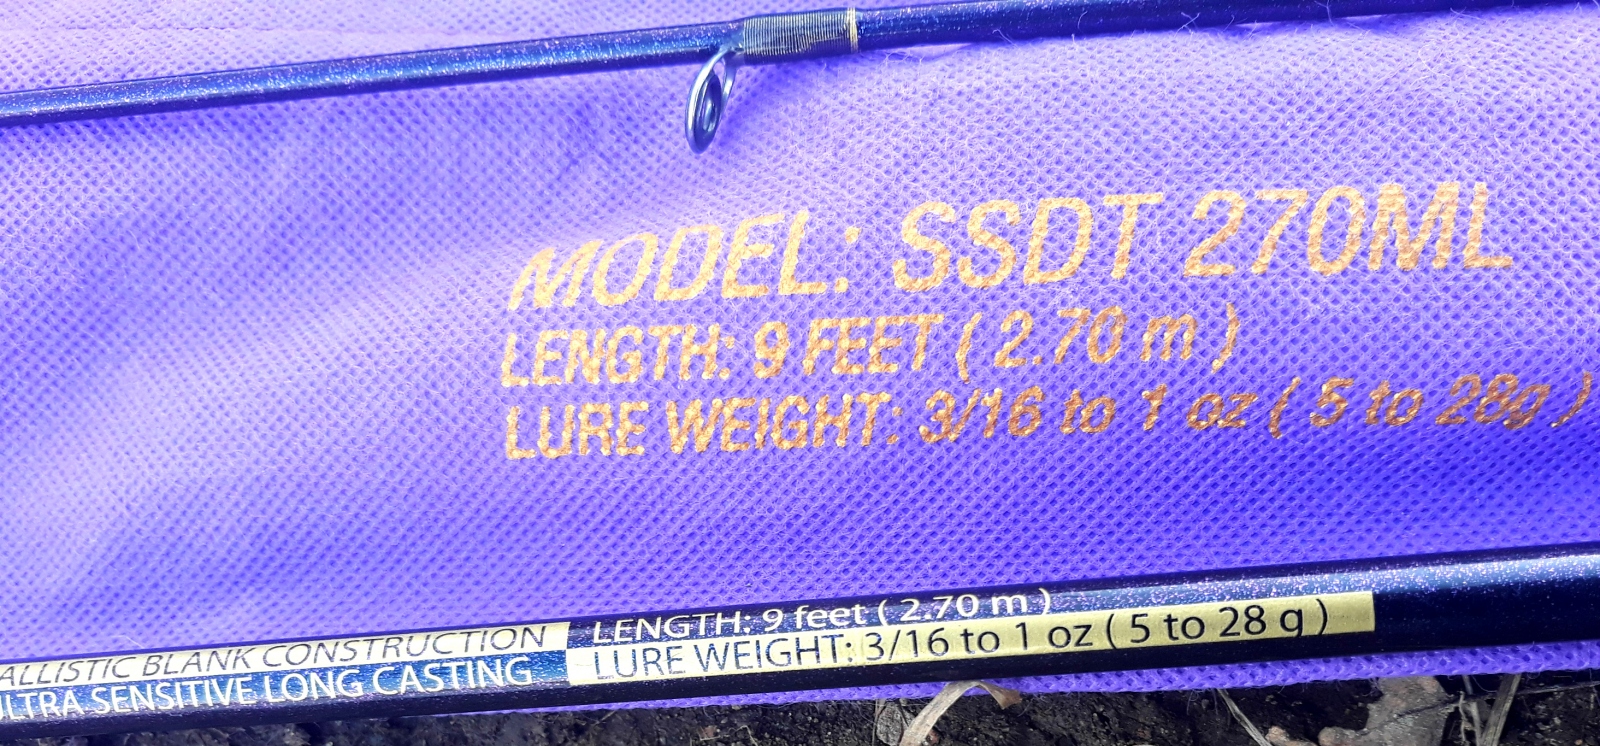 MODEL: SSDT 270ML
LENGTH: 9 FEET ( 2.70 m )
LURE WEIGHT: 3/16 to 1 oz ( 5 to 28g )
ALLISTIC BLANK CONSTRUCTION
ULTRA SENSITIVE LONG CASTING
LENGTH: 9 feet ( 2.70 m )
LURE WEIGHT: 3/16 to 1 oz ( 5 to 28 g )